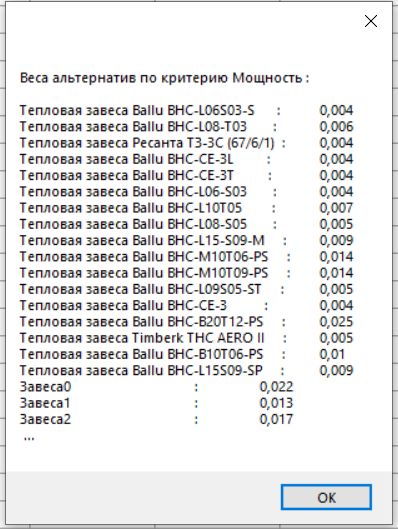 Веса альтернатив по критерию Мощность :
Тепловая завеса Ballu BHC-L06S03-S : 0,004
Тепловая завеса Ballu BHC-L08-T03 : 0,006
Тепловая завеса Ресанта ТЗ-3С (67/6/1) : 0,004
Тепловая завеса Ballu BHC-CE-3L : 0,004
Тепловая завеса Ballu BHC-CE-3T : 0,004
Тепловая завеса Ballu BHC-L06-S03 : 0,004
Тепловая завеса Ballu BHC-L10T05 : 0,007
Тепловая завеса Ballu BHC-L08-S05 : 0,005
Тепловая завеса Ballu BHC-L15-S09-M : 0,009
Тепловая завеса Ballu BHC-M10T06-PS : 0,014
Тепловая завеса Ballu BHC-M10T09-PS : 0,014
Тепловая завеса Ballu BHC-L09S05-ST : 0,005
Тепловая завеса Ballu BHC-CE-3 : 0,004
Тепловая завеса Ballu BHC-B20T12-PS : 0,025
Тепловая завеса Timberk THC AERO II : 0,005
Тепловая завеса Ballu BHC-B10T06-PS : 0,01
Тепловая завеса Ballu BHC-L15S09-SP : 0,009
Завеса0 : 0,022
Завеса1 : 0,013
Завеса2 : 0,017
...
OK